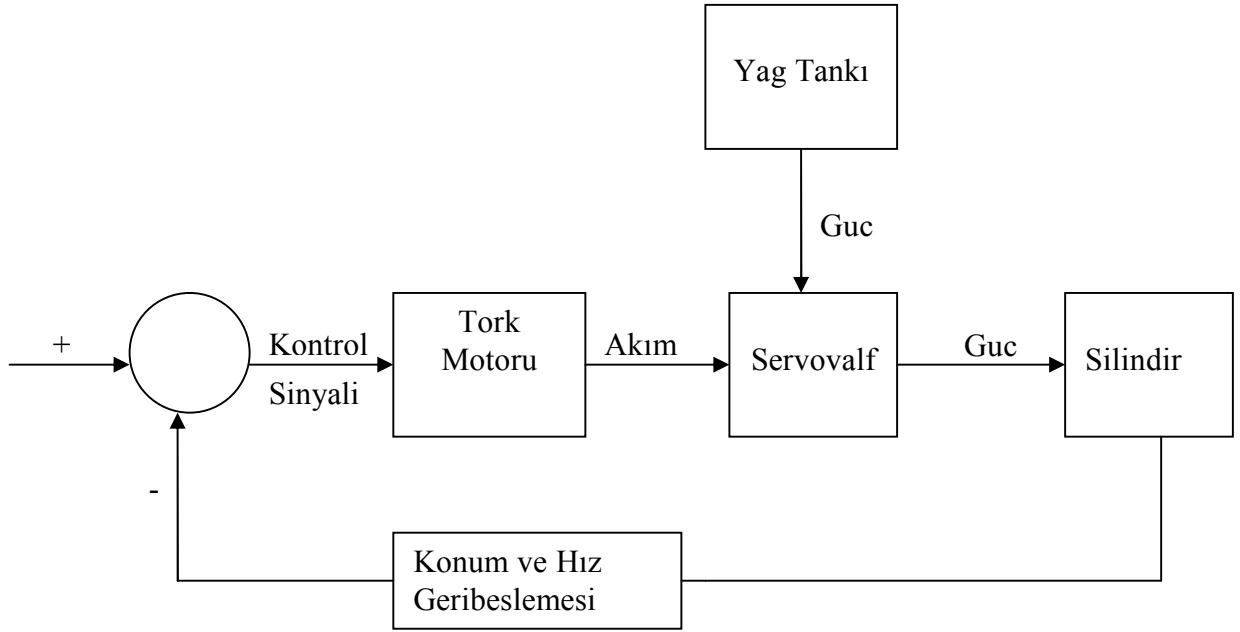 Yag Tankı
Guc
+
Kontrol
Sinyali
Tork
Motoru
Akım
Servovalf
Guc
Silindir
-
Konum ve Hız
Geribeslemesi